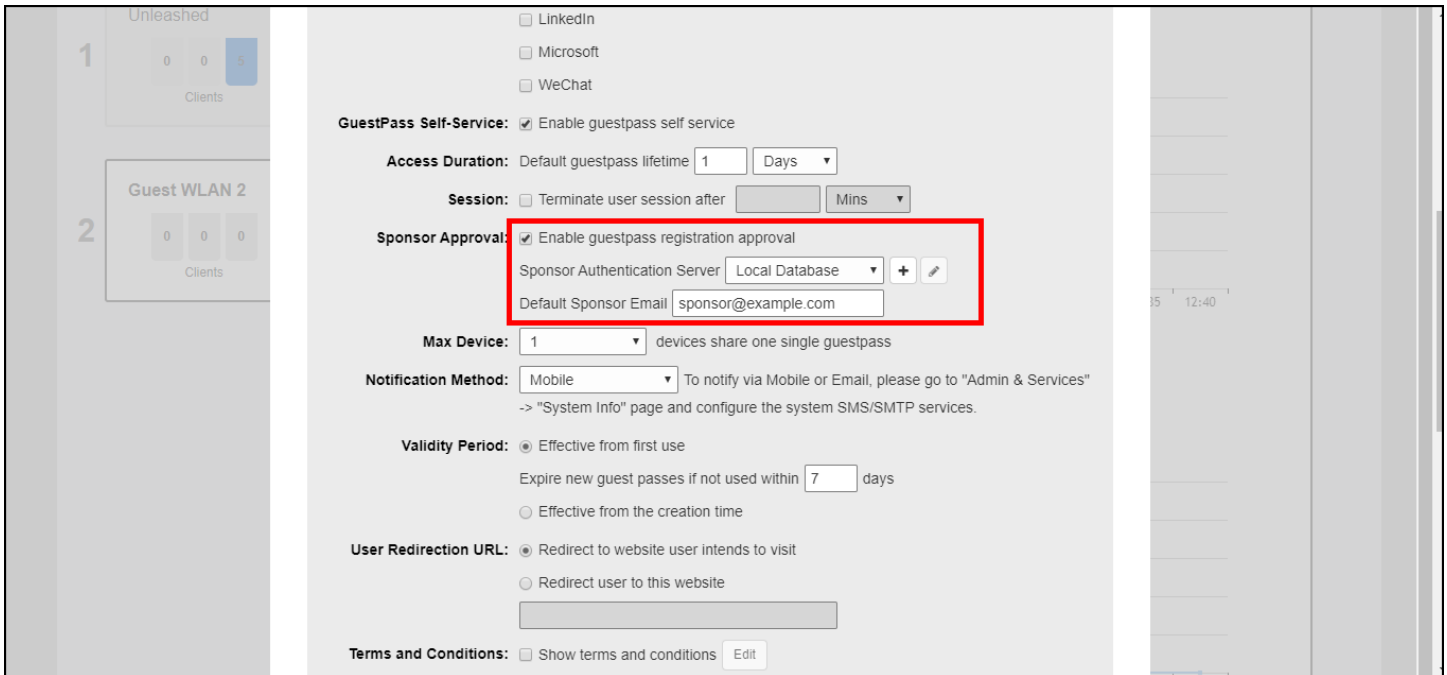 Unleashed
1
0 0 5
Clients
Guest WLAN 2
2
0 0 0
Clients
LinkedIn
Microsoft
WeChat
GuestPass Self-Service: Enable guestpass self service
Access Duration: Default guestpass lifetime 1 Days
Session: Terminate user session after Mins
Sponsor Approval: Enable guestpass registration approval
Sponsor Authentication Server Local Database +
Default Sponsor Email sponsor@example.com
Max Device: 1 devices share one single guestpass
Notification Method: Mobile To notify via Mobile or Email, please go to "Admin & Services"
-> "System Info" page and configure the system SMS/SMTP services.
Validity Period: Effective from first use
Expire new guest passes if not used within 7 days
Effective from the creation time
User Redirection URL: Redirect to website user intends to visit
Redirect user to this website
Terms and Conditions: Show terms and conditions Edit
12:40